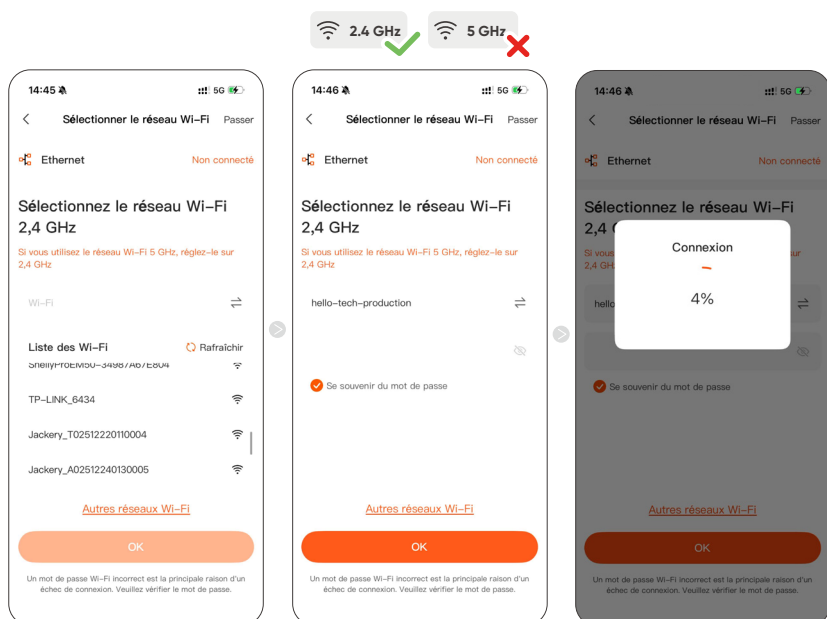 2.4 GHz
5 GHz
14:45
5G
Sélectionner le réseau Wi-Fi
Passer
Ethernet
Non connecté
Sélectionnez le réseau Wi-Fi
2,4 GHz
Si vous utilisez le réseau Wi-Fi 5 GHz, réglez-le sur
2,4 GHz
Wi-Fi
Liste des Wi-Fi
Rafraîchir
ShellyProEM50-34987A67E804
TP-LINK_6434
Jackery_T02512220110004
Jackery_A02512240130005
Autres réseaux Wi-Fi
OK
Un mot de passe Wi-Fi incorrect est la principale raison d'un
échec de connexion. Veuillez vérifier le mot de passe.
14:46
5G
Sélectionner le réseau Wi-Fi
Passer
Ethernet
Non connecté
Sélectionnez le réseau Wi-Fi
2,4 GHz
Si vous utilisez le réseau Wi-Fi 5 GHz, réglez-le sur
2,4 GHz
hello-tech-production
Se souvenir du mot de passe
Autres réseaux Wi-Fi
OK
Un mot de passe Wi-Fi incorrect est la principale raison d'un
échec de connexion. Veuillez vérifier le mot de passe.
14:46
5G
Sélectionner le réseau Wi-Fi
Passer
Ethernet
Non connecté
Sélectionnez le réseau Wi-Fi
2,4
Si vous
sur
2,4 GH
Connexion
4%
hello
Se souvenir du mot de passe
Autres réseaux Wi-Fi
OK
Un mot de passe Wi-Fi incorrect est la principale raison d'un
échec de connexion. Veuillez vérifier le mot de passe.